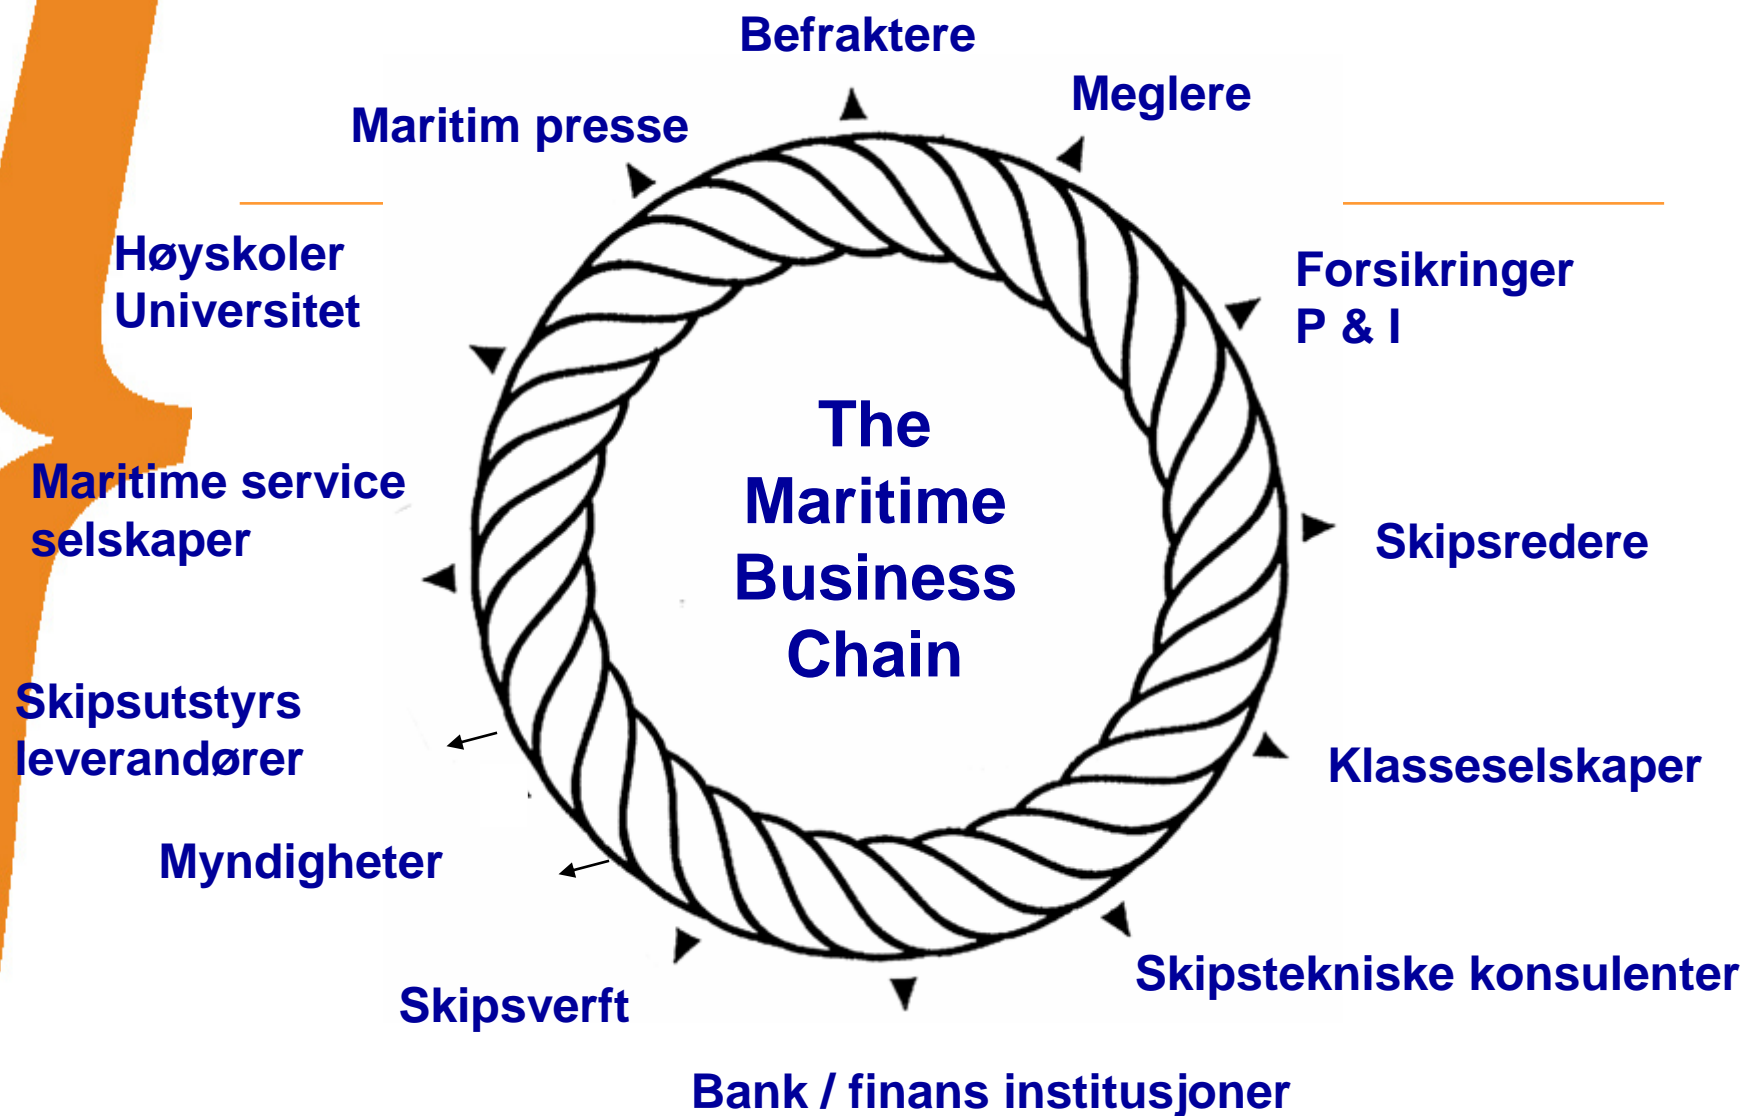 Befraktere
Meglere
Maritim presse
Høyskoler
Universitet
Forsikringer
P & I
The
Maritime
Business
Chain
Maritime service
selskaper
Skipsredere
Skipsutstyrs
leverandører
Klasseselskaper
Myndigheter
Skipstekniske konsulenter
Skipsverft
Bank / finans institusjoner